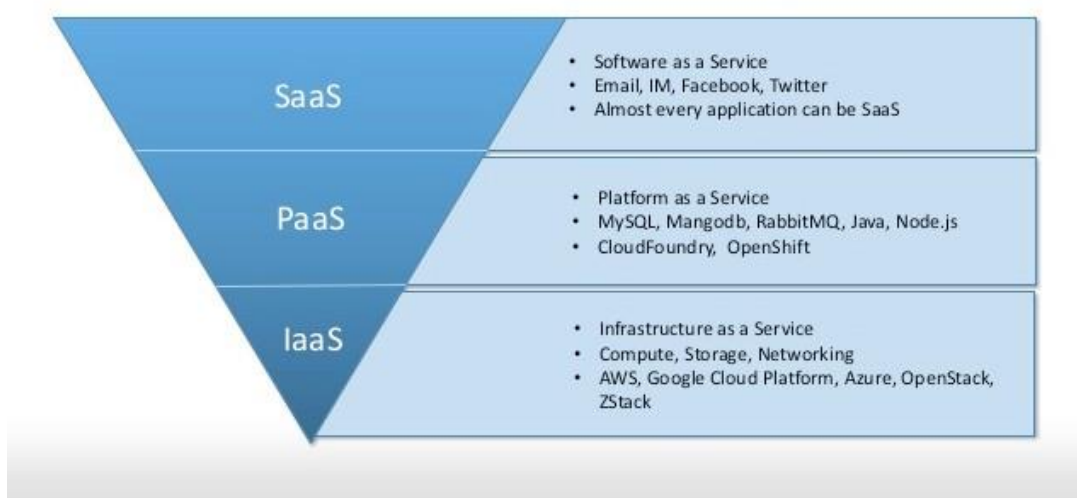 SaaS
• Software as a Service
• Email, IM, Facebook, Twitter
• Almost every application can be SaaS
PaaS
• Platform as a Service
• MySQL, Mangodb, RabbitMQ, Java, Node.js
• CloudFoundry, OpenShift
IaaS
• Infrastructure as a Service
• Compute, Storage, Networking
• AWS, Google Cloud Platform, Azure, OpenStack,
ZStack